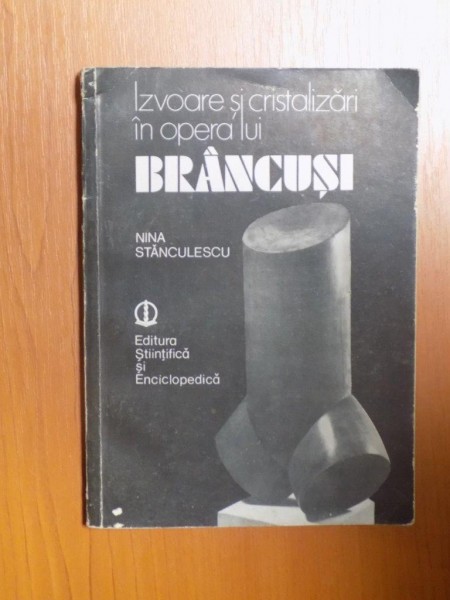 Izvoare și cristalizări
în opera lui
BRÂNCUȘI
NINA
STĂNCULESCU
Editura
Științifică
și
Enciclopedică